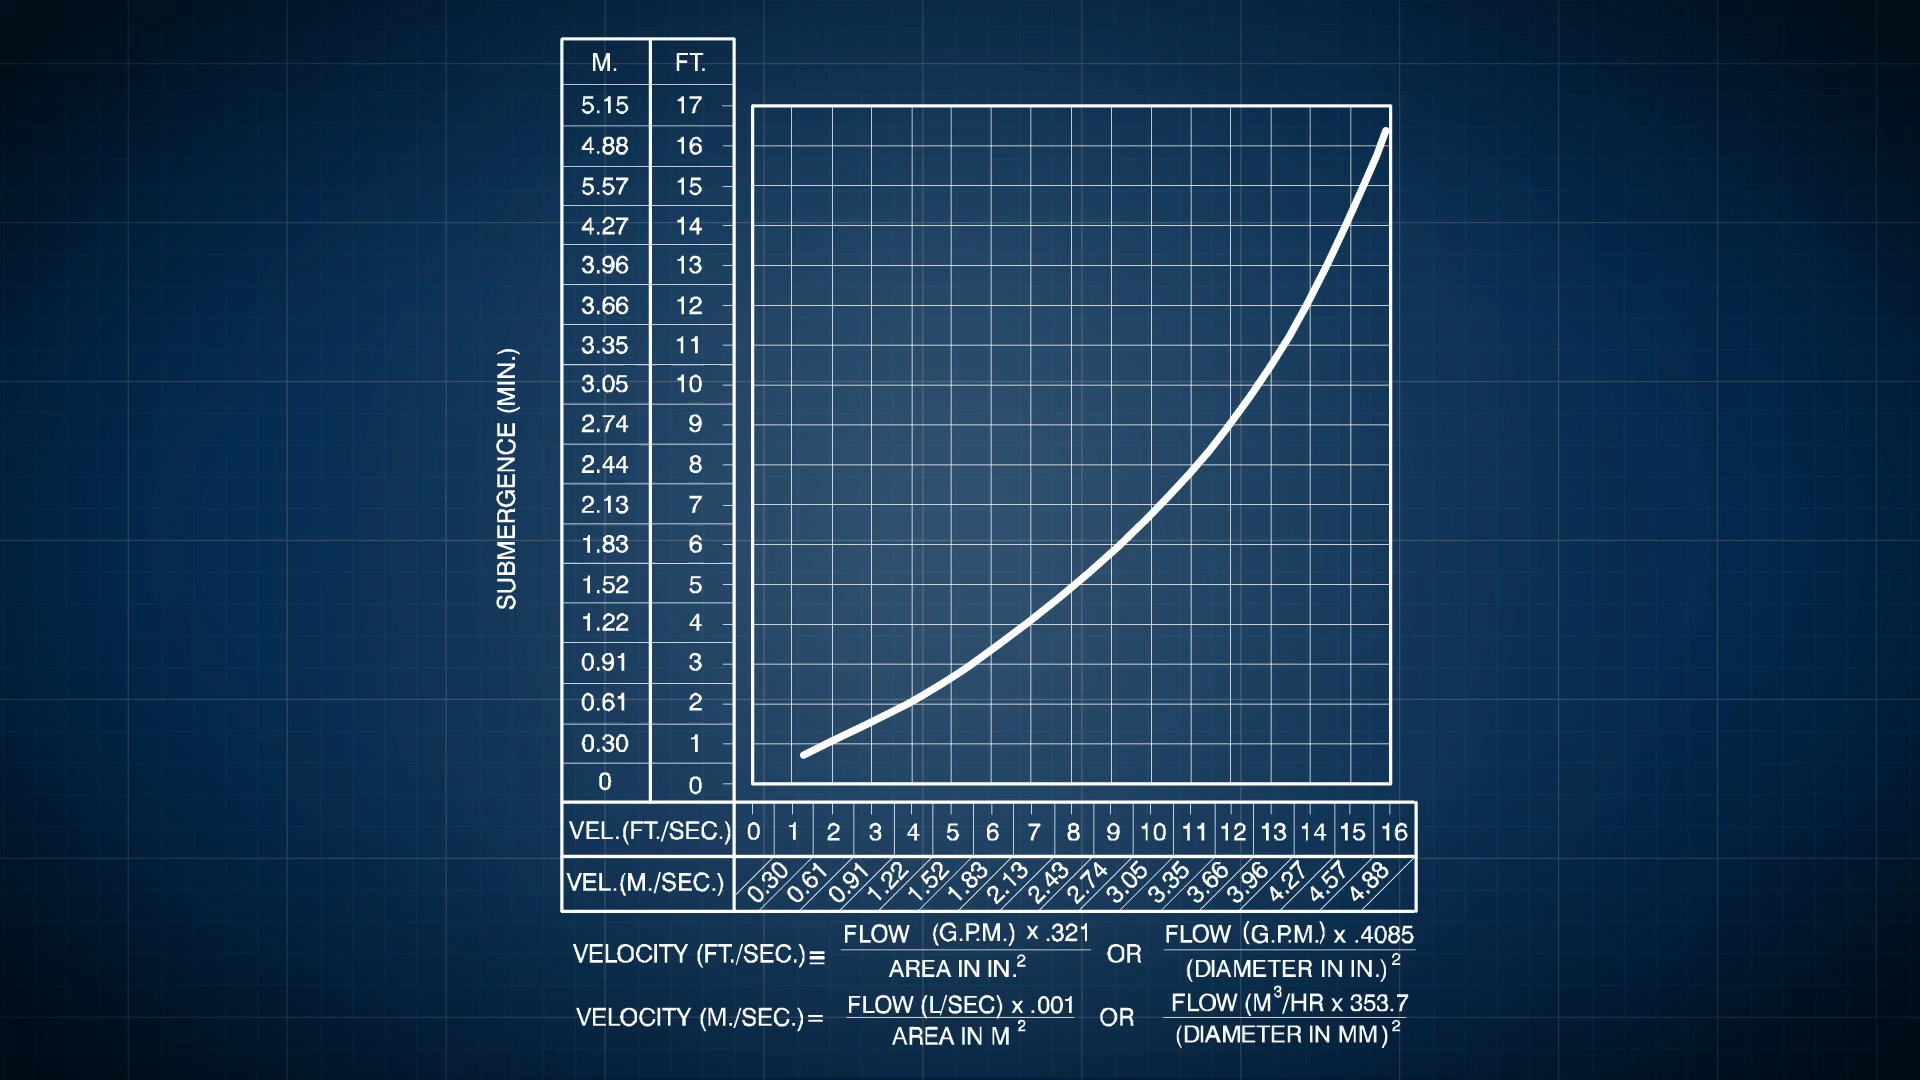 M. FT.
5.15 17
4.88 16
5.57 15
4.27 14
3.96 13
3.66 12
3.35 11
3.05 10
2.74 9
2.44 8
2.13 7
1.83 6
1.52 5
1.22 4
0.91 3
0.61 2
0.30 1
0 0
SUBMERGENCE (MIN.)
VEL.(FT./SEC.) 0 1 2 3 4 5 6 7 8 9 10 11 12 13 14 15 16
VEL.(M./SEC.) 0.30 0.61 0.91 1.22 1.52 1.83 2.13 2.43 2.74 3.05 3.35 3.66 3.96 4.27 4.57 4.88
VELOCITY (FT./SEC.)≡ FLOW (G.P.M.) x .321 OR FLOW (G.P.M.) x .4085
AREA IN IN.² (DIAMETER IN IN.)²
VELOCITY (M./SEC.)= FLOW (L/SEC) x .001 OR FLOW (M³/HR x 353.7
AREA IN M² (DIAMETER IN MM)²